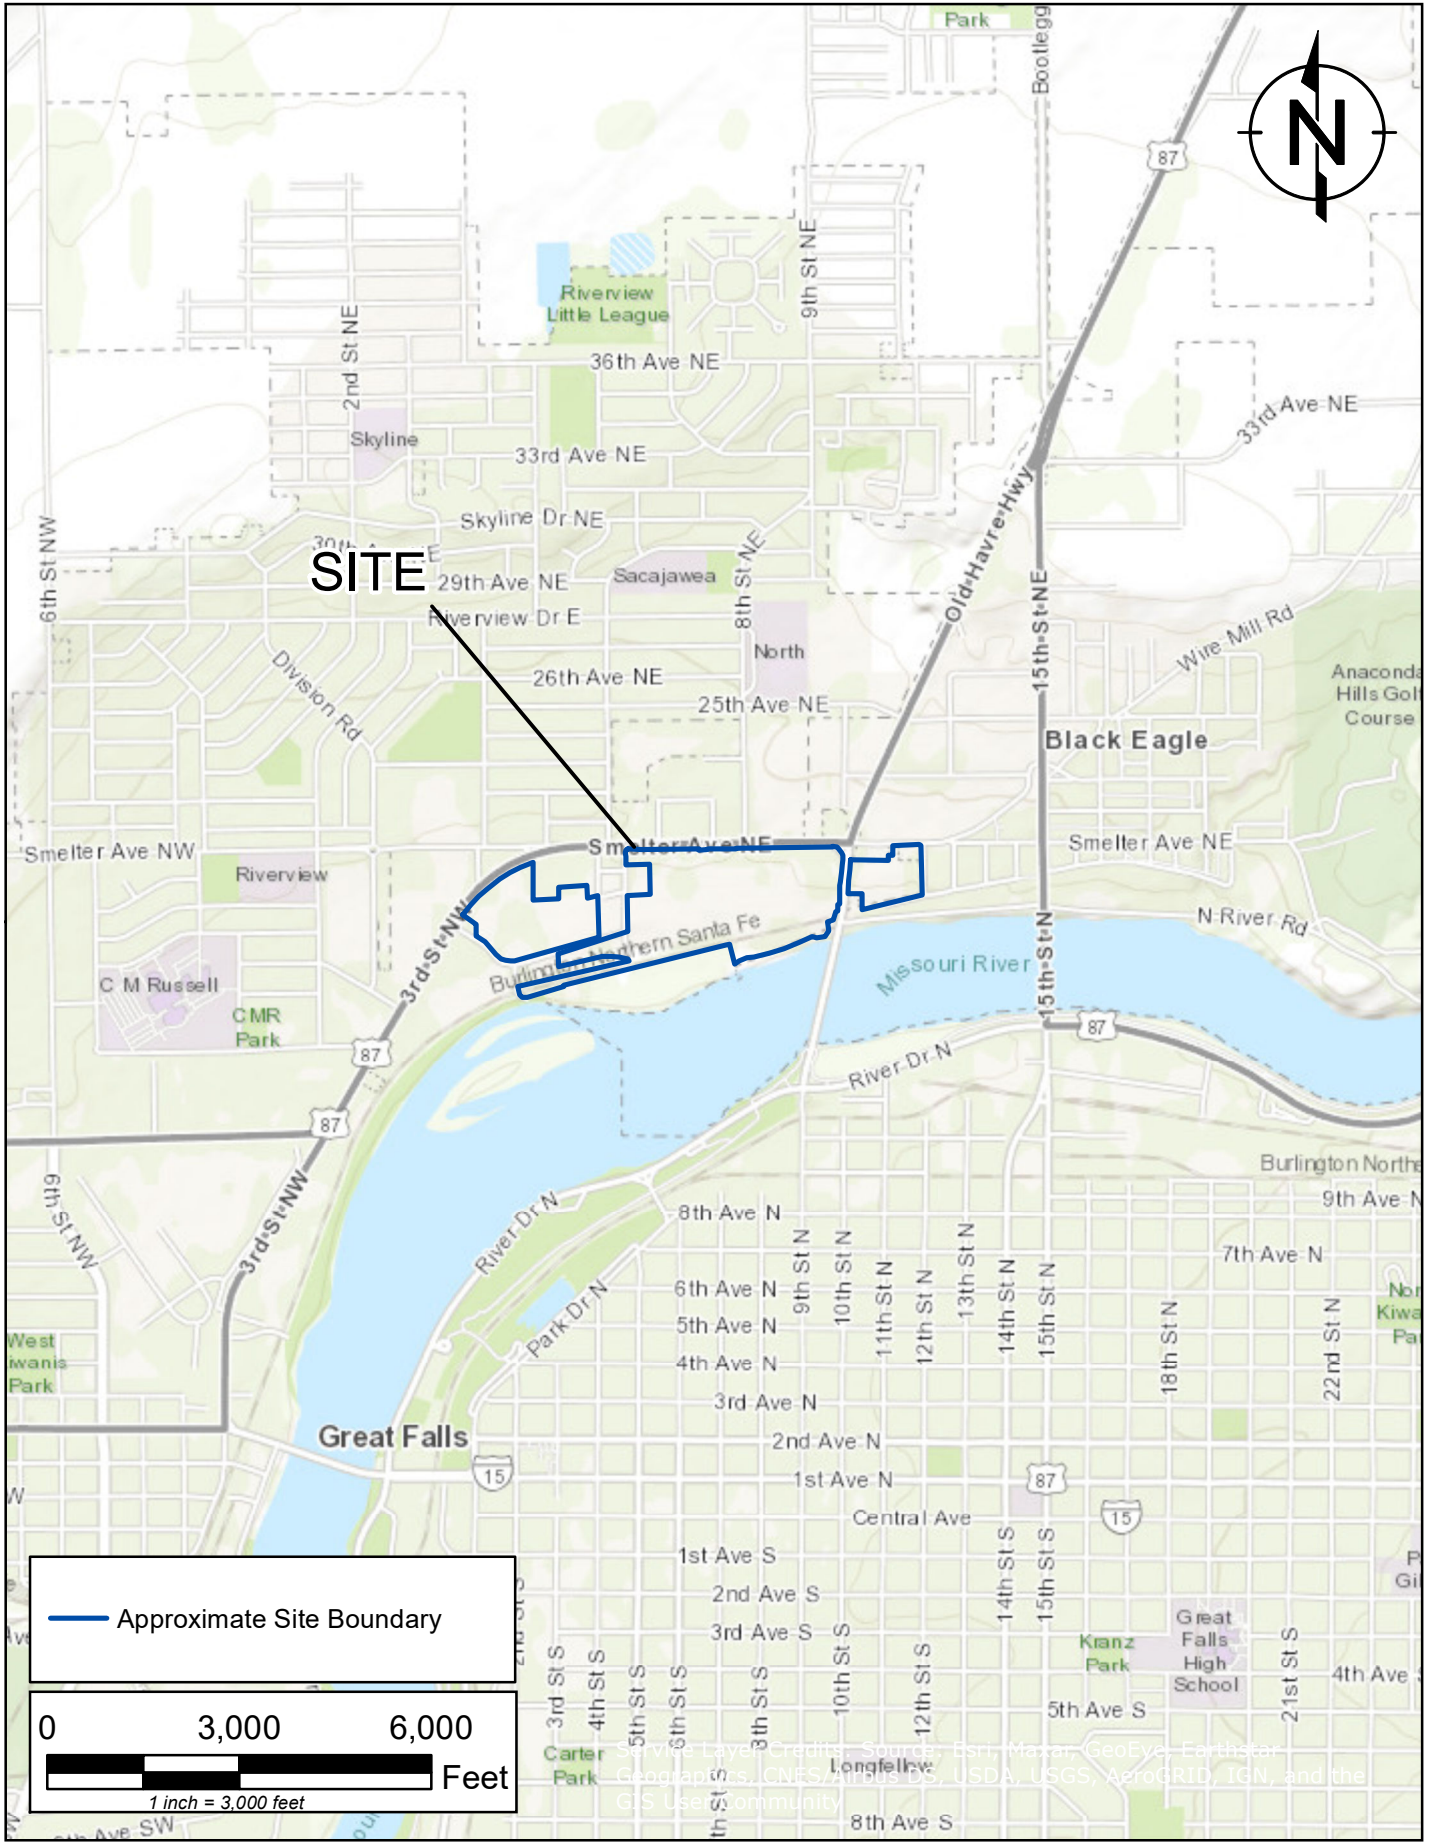 Park
Bootlegg
N
87
9th St NE
Riverview
Little League
2nd St NE
36th Ave NE
33rd Ave NE
Skyline
33rd Ave NE
Old Havre Hwy
Skyline Dr NE
6th St NW
SITE
29th Ave NE
Sacajawea
8th St NE
15th St NE
Riverview Dr E
Wire Mill Rd
North
Division Rd
26th Ave NE
25th Ave NE
Anaconda
Hills Golf
Course
Black Eagle
Smelter Ave NW
Smelter Ave NE
Smelter Ave NE
Riverview
3rd St NW
Burlington Northern Santa Fe
N River Rd
15th St N
Missouri River
C M Russell
CMR
Park
87
87
River Dr N
87
Burlington Northe
6th St NW
3rd St NW
River Dr N
8th Ave N
9th Ave N
7th Ave N
9th St N
10th St N
11th St N
12th St N
13th St N
14th St N
15th St N
18th St N
22nd St N
6th Ave N
5th Ave N
4th Ave N
Park Dr N
Nor
Kiwa
Pa
West
iwanis
Park
3rd Ave N
Great Falls
2nd Ave N
15
1st Ave N
87
W
Central Ave
15
1st Ave S
14th St S
15th St S
2nd Ave S
P
Gi
3rd Ave S
Great
Falls
High
School
Kranz
Park
21st St S
4th Ave S
3rd St S
4th St S
5th St S
6th St S
8th St S
10th St S
12th St S
5th Ave S
Carter
Park
Longfellow
8th Ave S
Approximate Site Boundary
0 3,000 6,000
Feet
1 inch = 3,000 feet
Service Layer Credits: Source: Esri, Maxar, GeoEye, Earthstar
Geographics, CNES/Airbus DS, USDA, USGS, AeroGRID, IGN, and the
GIS User Community